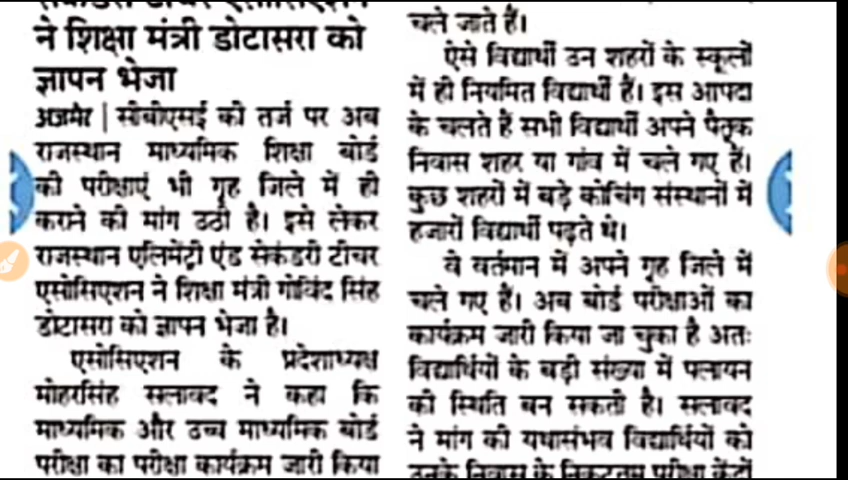 ने शिक्षा मंत्री डोटासरा को
ज्ञापन भेजा
अजमेर | सीबीएसई की तर्ज पर अब
राजस्थान माध्यमिक शिक्षा बोर्ड
की परीक्षाएं भी गृह जिले में ही
कराने की मांग उठी है। इसे लेकर
राजस्थान एलिमेंट्री एंड सेकंडरी टीचर
एसोसिएशन ने शिक्षा मंत्री गोविंद सिंह
डोटासरा को ज्ञापन भेजा है।
एसोसिएशन के प्रदेशाध्यक्ष
मोहरसिंह सलावद ने कहा कि
माध्यमिक और उच्च माध्यमिक बोर्ड
परीक्षा का परीक्षा कार्यक्रम जारी किया
चले जाते हैं।
ऐसे विद्यार्थी उन शहरों के स्कूलों
में ही नियमित विद्यार्थी हैं। इस आपदा
के चलते हैं सभी विद्यार्थी अपने पैतृक
निवास शहर या गांव में चले गए हैं।
कुछ शहरों में बड़े कोचिंग संस्थानों में
हजारों विद्यार्थी पढ़ते थे।
वे वर्तमान में अपने गृह जिले में
चले गए हैं। अब बोर्ड परीक्षाओं का
कार्यक्रम जारी किया जा चुका है अतः
विद्यार्थियों के बड़ी संख्या में पलायन
की स्थिति बन सकती है। सलावद
ने मांग की यथासंभव विद्यार्थियों को
उनके निवास के निकटतम परीक्षा केंद्रों